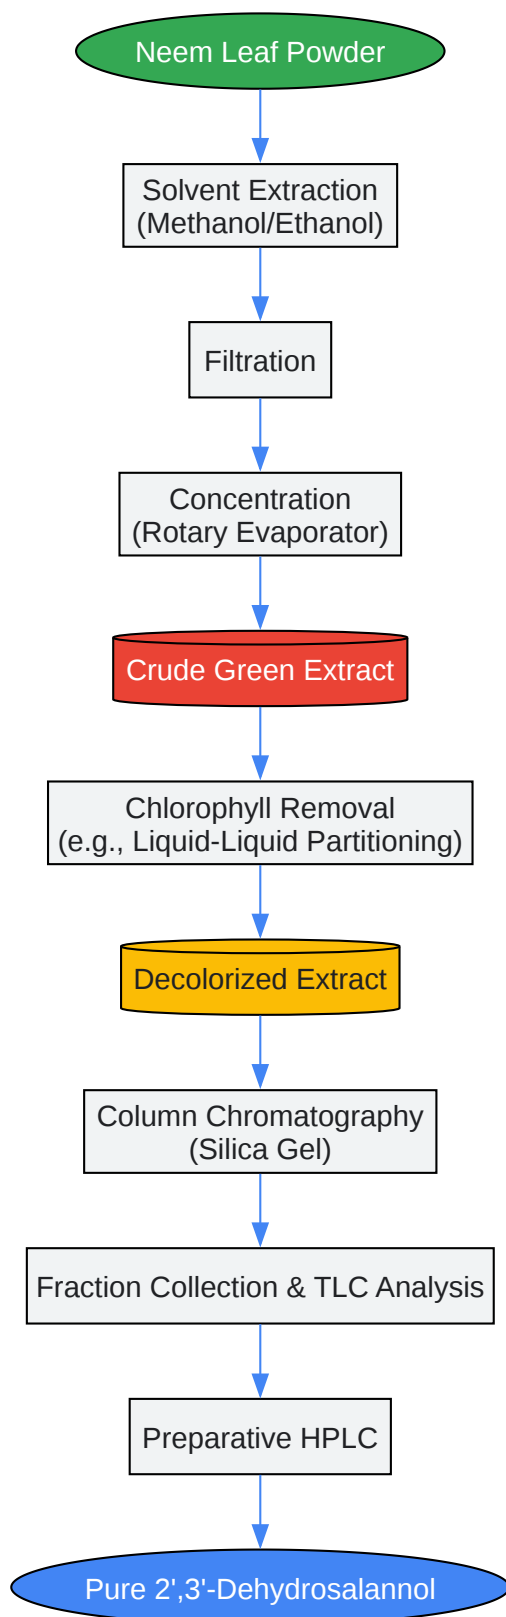 Neem Leaf Powder
Solvent Extraction
(Methanol/Ethanol)
Filtration
Concentration
(Rotary Evaporator)
Crude Green Extract
Chlorophyll Removal
(e.g., Liquid-Liquid Partitioning)
Decolorized Extract
Column Chromatography
(Silica Gel)
Fraction Collection & TLC Analysis
Preparative HPLC
Pure 2',3'-Dehydrosalannol